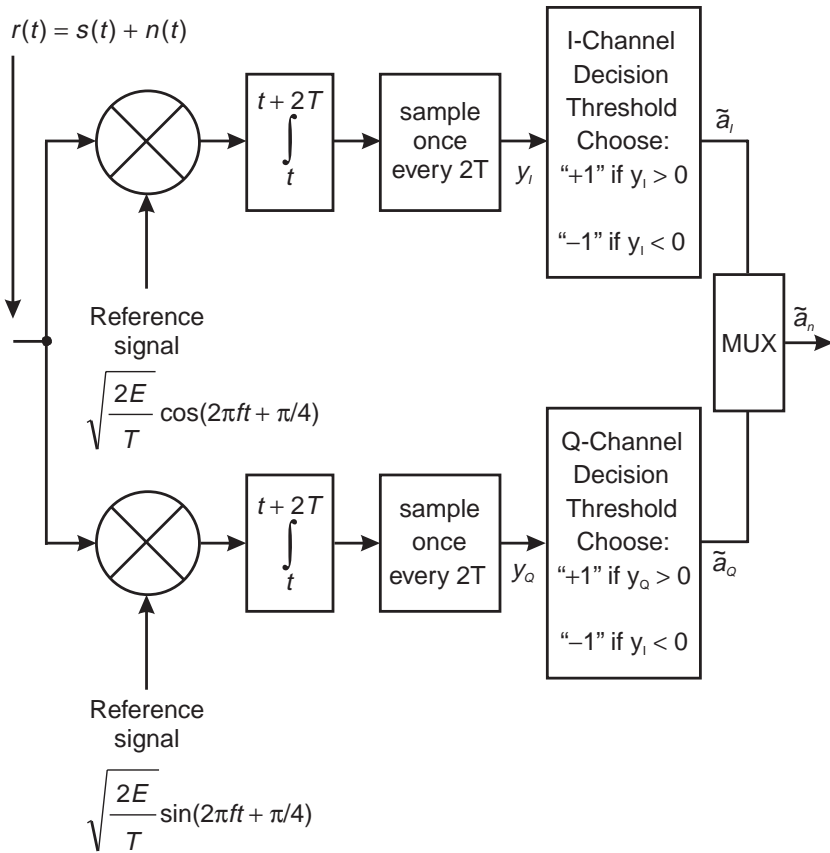 r(t) = s(t) + n(t)
t + 2T
∫
t
sample
once
every 2T
y_I
I-Channel
Decision
Threshold
Choose:
“+1” if y_I > 0
“−1” if y_I < 0
ã_I
Reference
signal
√(2E/T) cos(2πft + π/4)
MUX
ã_n
t + 2T
∫
t
sample
once
every 2T
y_Q
Q-Channel
Decision
Threshold
Choose:
“+1” if y_Q > 0
“−1” if y_I < 0
ã_Q
Reference
signal
√(2E/T) sin(2πft + π/4)